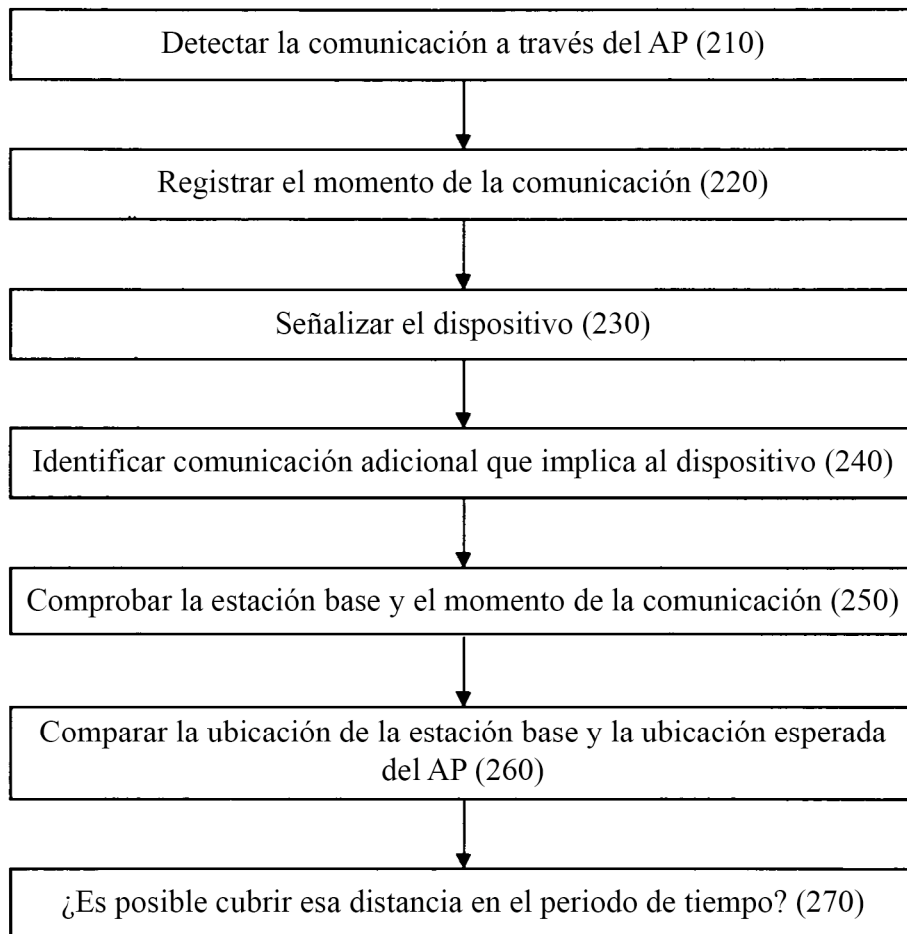 Detectar la comunicación a través del AP (210)
Registrar el momento de la comunicación (220)
Señalizar el dispositivo (230)
Identificar comunicación adicional que implica al dispositivo (240)
Comprobar la estación base y el momento de la comunicación (250)
Comparar la ubicación de la estación base y la ubicación esperada
del AP (260)
¿Es posible cubrir esa distancia en el periodo de tiempo? (270)